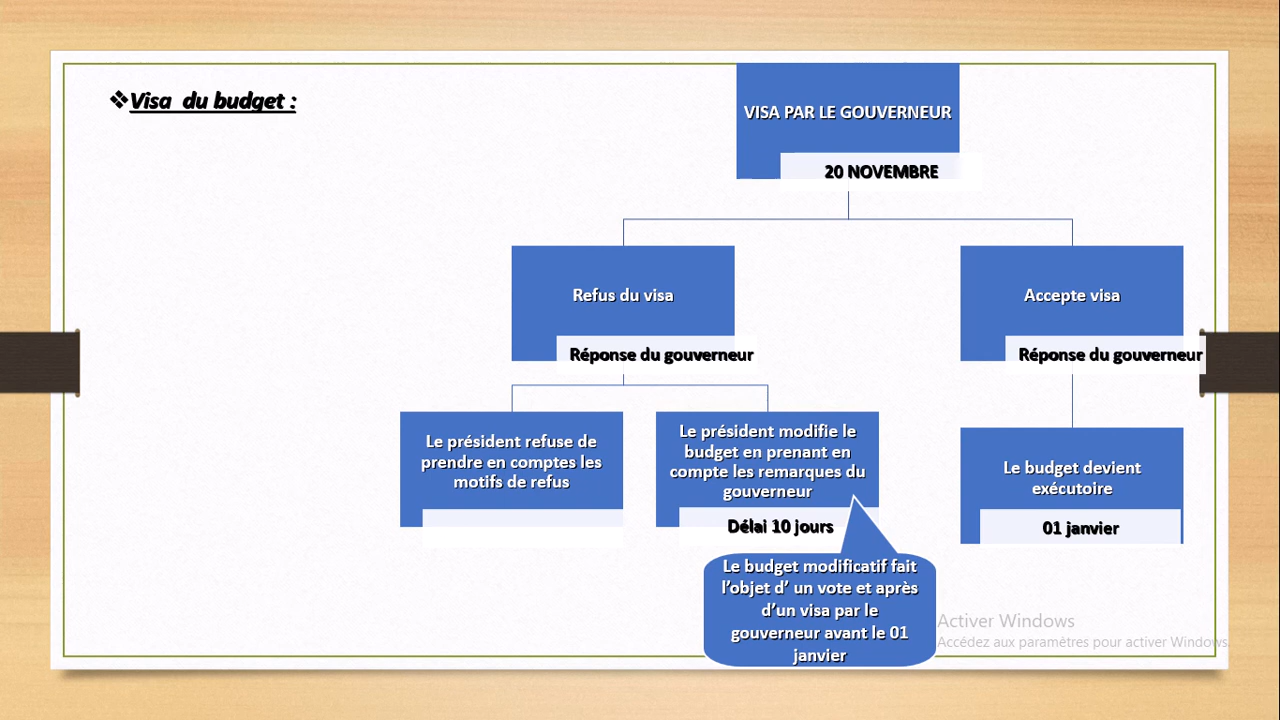 ❖Visa du budget :
VISA PAR LE GOUVERNEUR
20 NOVEMBRE
Refus du visa
Réponse du gouverneur
Accepte visa
Réponse du gouverneur
Le président refuse de
prendre en comptes les
motifs de refus
Le président modifie le
budget en prenant en
compte les remarques du
gouverneur
Délai 10 jours
Le budget devient
exécutoire
01 janvier
Le budget modificatif fait
l’objet d’ un vote et après
d’un visa par le
gouverneur avant le 01
janvier
Activer Windows
Accédez aux paramètres pour activer Windows.